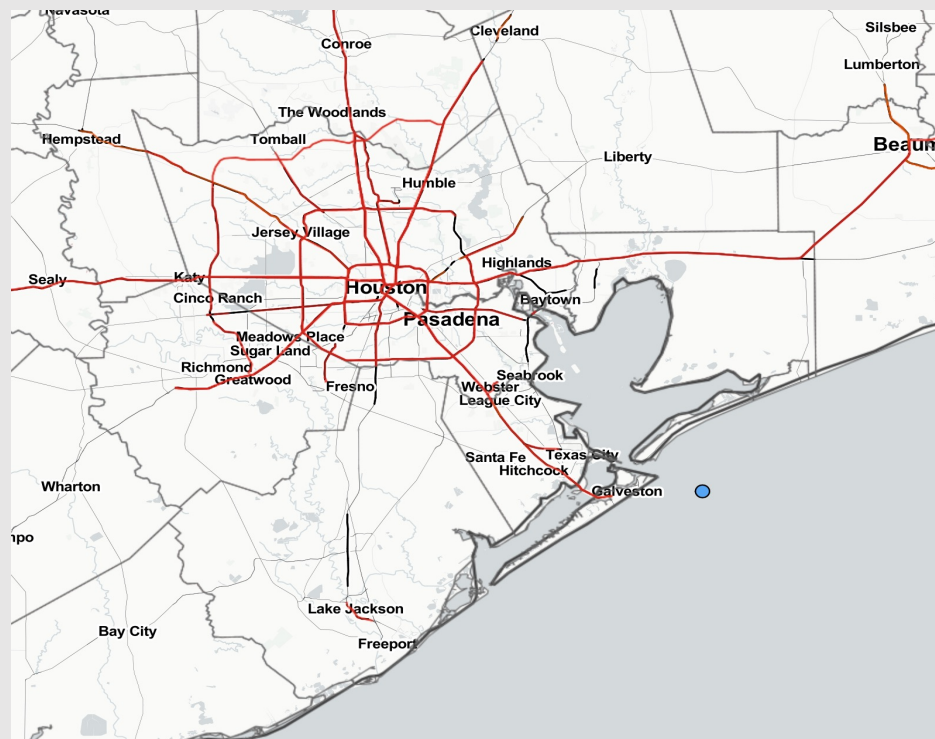 Navasota
Cleveland
Silsbee
Conroe
Lumberton
The Woodlands
Hempstead
Tomball
Liberty
Humble
Jersey Village
Highlands
Sealy
Katy
Houston
Cinco Ranch
Baytown
Pasadena
Meadows Place
Sugar Land
Richmond
Greatwood
Fresno
Seabrook
Webster
League City
Santa Fe
Texas City
Hitchcock
Wharton
Galveston
Lake Jackson
Bay City
Freeport